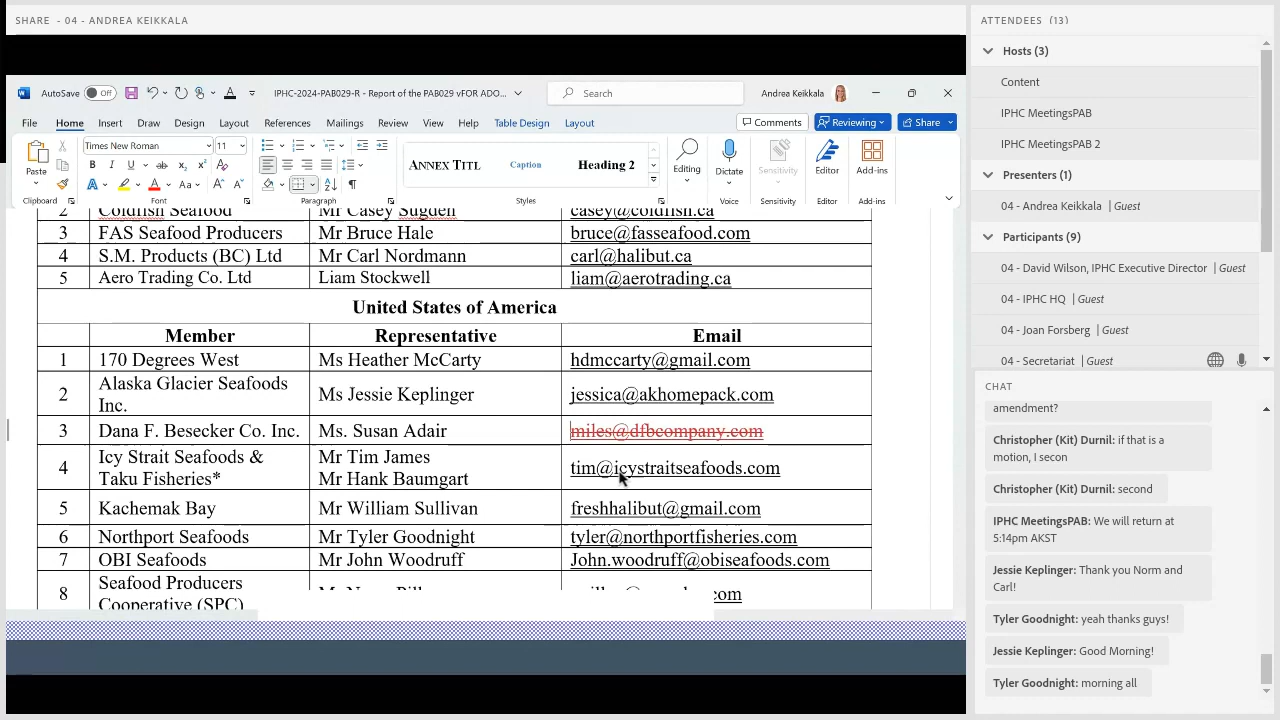 SHARE - 04 - ANDREA KEIKKALA
AutoSave Off
IPHC-2024-PAB029-R - Report of the PAB029 vFOR ADO...
Search
Andrea Keikkala
File Home Insert Draw Design Layout References Mailings Review View Help Table Design Layout
Comments Reviewing Share
Paste
Clipboard
Times New Roman 11
Font
Paragraph
ANNEX TITL Caption Heading 2
Styles
Editing
Dictate
Voice
Sensitivity
Sensitivity
Editor
Editor
Add-ins
Add-ins
2 Coldfish Seafood Mr Casey Sugden casey@coldfish.ca
3 FAS Seafood Producers Mr Bruce Hale bruce@fasseafood.com
4 S.M. Products (BC) Ltd Mr Carl Nordmann carl@halibut.ca
5 Aero Trading Co. Ltd Liam Stockwell liam@aerotrading.ca
United States of America
Member Representative Email
1 170 Degrees West Ms Heather McCarty hdmccarty@gmail.com
2 Alaska Glacier Seafoods Inc. Ms Jessie Keplinger jessica@akhomepack.com
3 Dana F. Besecker Co. Inc. Ms. Susan Adair miles@dfbcompany.com
4 Icy Strait Seafoods & Taku Fisheries* Mr Tim James Mr Hank Baumgart tim@icystraitseafoods.com
5 Kachemak Bay Mr William Sullivan freshhalibut@gmail.com
6 Northport Seafoods Mr Tyler Goodnight tyler@northportfisheries.com
7 OBI Seafoods Mr John Woodruff John.woodruff@obiseafoods.com
8 Seafood Producers Cooperative (SPC)
ATTENDEES (13)
Hosts (3)
Content
IPHC MeetingsPAB
IPHC MeetingsPAB 2
Presenters (1)
04 - Andrea Keikkala | Guest
Participants (9)
04 - David Wilson, IPHC Executive Director | Guest
04 - IPHC HQ | Guest
04 - Joan Forsberg | Guest
04 - Secretariat | Guest
CHAT
amendment?
Christopher (Kit) Durnil: if that is a
motion, I secon
Christopher (Kit) Durnil: second
IPHC MeetingsPAB: We will return at
5:14pm AKST
Jessie Keplinger: Thank you Norm and
Carl!
Tyler Goodnight: yeah thanks guys!
Jessie Keplinger: Good Morning!
Tyler Goodnight: morning all